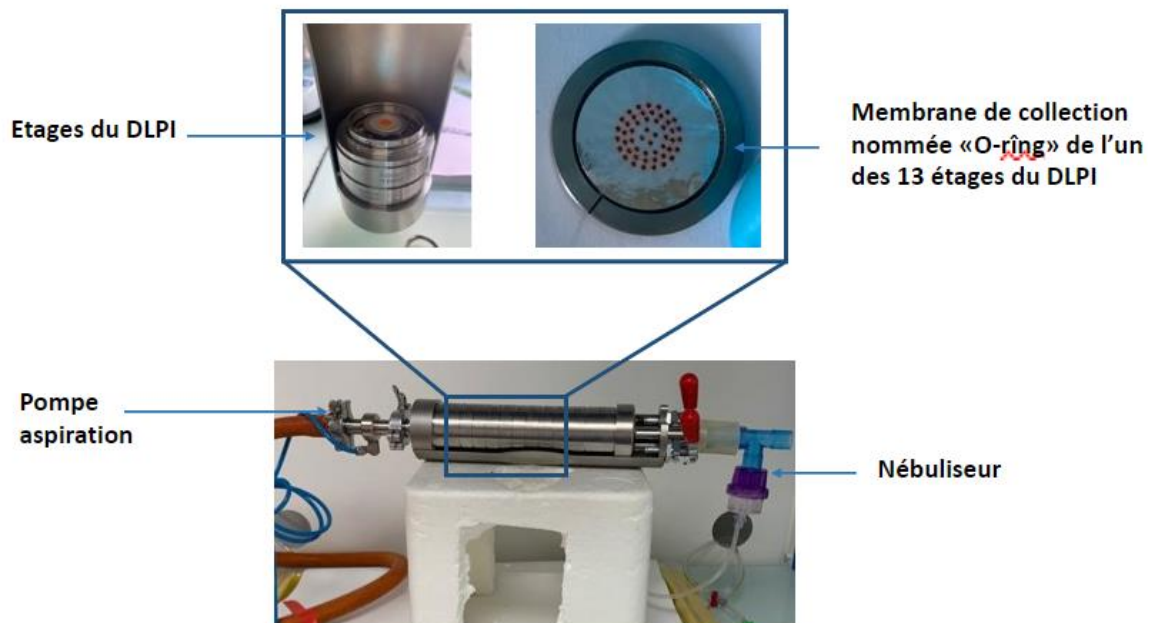 Etages du DLPI
Membrane de collection
nommée «O-rîng» de l’un
des 13 étages du DLPI
Pompe
aspiration
Nébuliseur